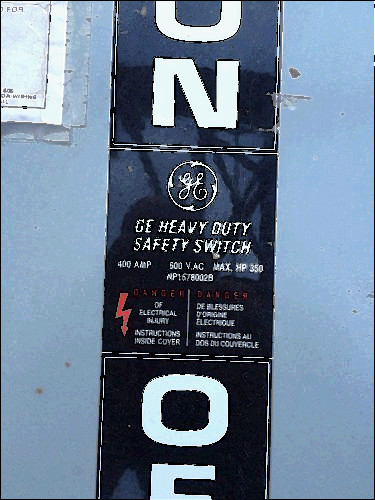 ON
GE
GE HEAVY DUTY
SAFETY SWITCH
400 AMP 600 V.AC MAX. HP 350
NP1578002B
DANGER DANGER
OF
ELECTRICAL
INJURY
INSTRUCTIONS
INSIDE COVER
DE BLESSURES
D'ORIGINE
ÉLECTRIQUE
INSTRUCTIONS AU
DOS DU COUVERCLE
OF